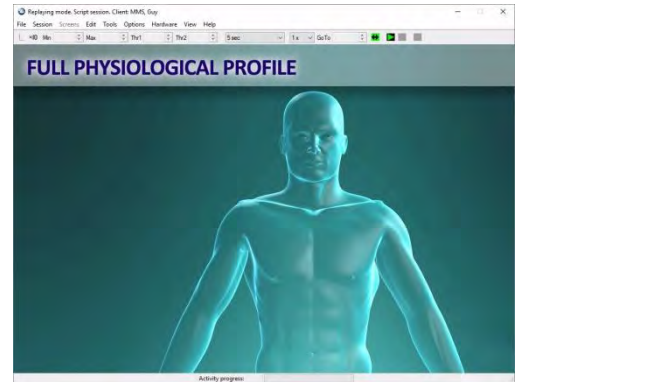 Replaying mode. Script session. Client: MMS, Guy.
File Session Screens Edit Tools Options Hardware View Help
Min Max Thr1 Thr2 5 sec 1 s GoTo
FULL PHYSIOLOGICAL PROFILE
Activity progress: